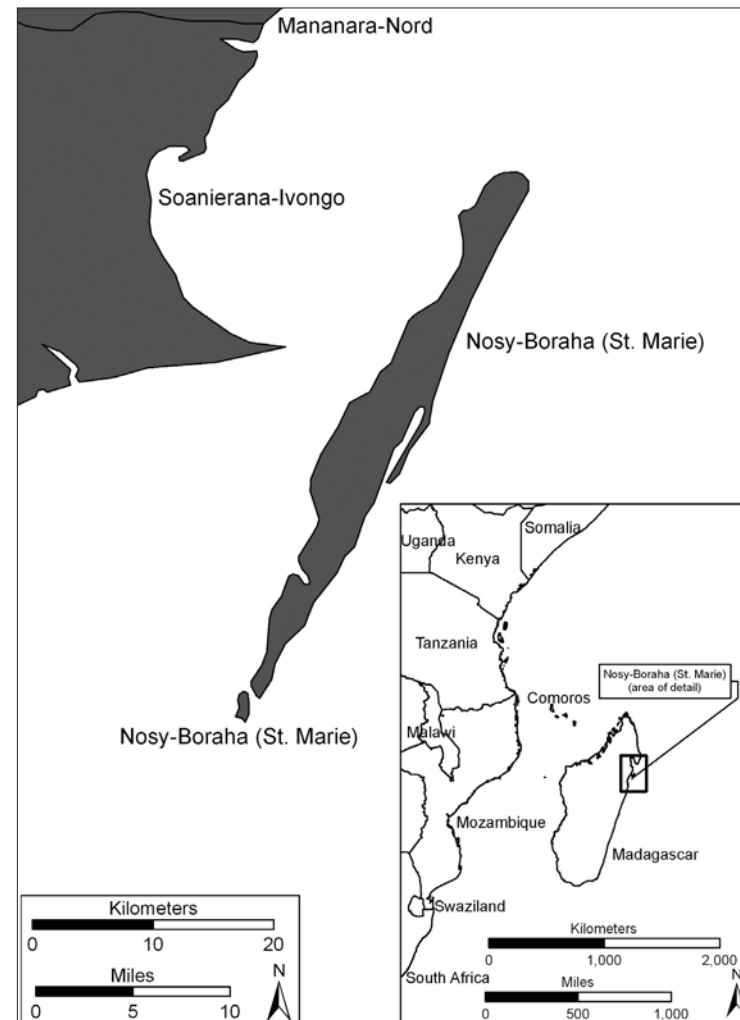 Mananara-Nord
Soanierana-Ivongo
Nosy-Boraha (St. Marie)
Nosy-Boraha (St. Marie)
Kilometers
0 10 20
Miles
0 5 10
N
Somalia
Uganda
Kenya
Tanzania
Nosy-Boraha (St. Marie)
(area of detail)
Comoros
Malawi
Mozambique
Madagascar
Swaziland
South Africa
Kilometers
0 1,000 2,000
Miles
0 500 1,000
N